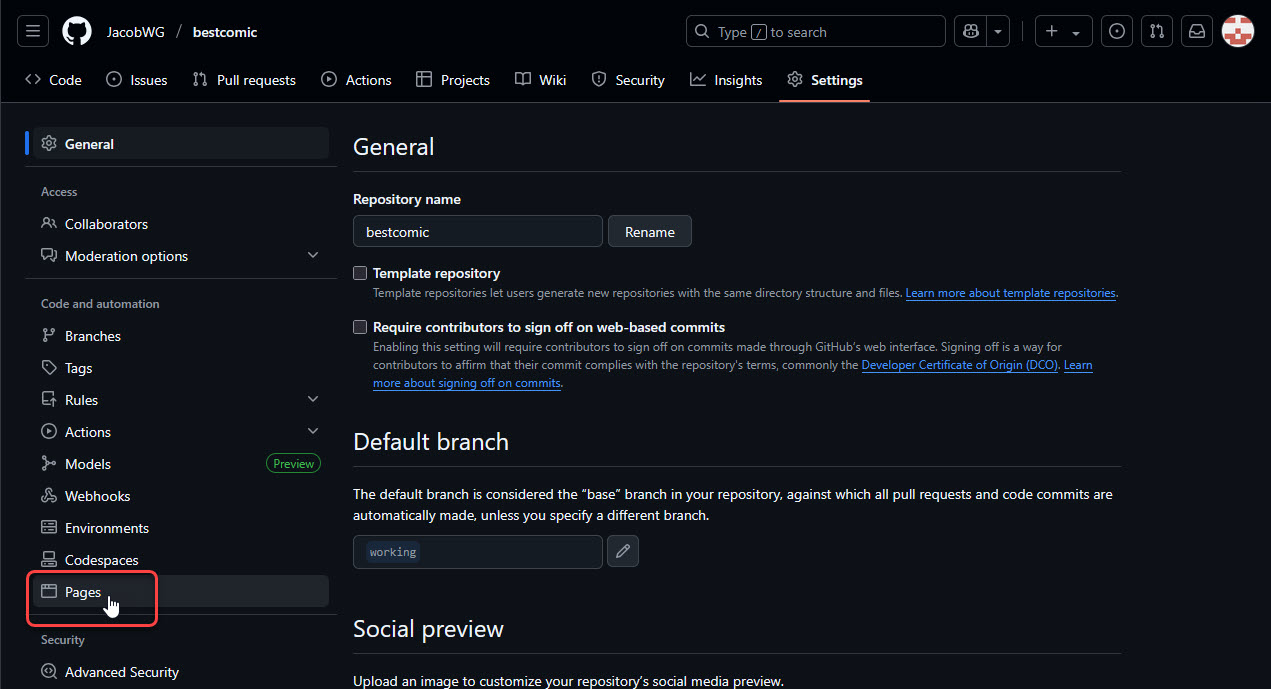 JacobWG / bestcomic
Type / to search
Code Issues Pull requests Actions Projects Wiki Security Insights Settings
General
Access
Collaborators
Moderation options
Code and automation
Branches
Tags
Rules
Actions
Models Preview
Webhooks
Environments
Codespaces
Pages
Security
Advanced Security
General
Repository name
bestcomic Rename
Template repository
Template repositories let users generate new repositories with the same directory structure and files. Learn more about template repositories.
Require contributors to sign off on web-based commits
Enabling this setting will require contributors to sign off on commits made through GitHub's web interface. Signing off is a way for
contributors to affirm that their commit complies with the repository's terms, commonly the Developer Certificate of Origin (DCO). Learn
more about signing off on commits.
Default branch
The default branch is considered the “base” branch in your repository, against which all pull requests and code commits are
automatically made, unless you specify a different branch.
working
Social preview
Upload an image to customize your repository's social media preview.